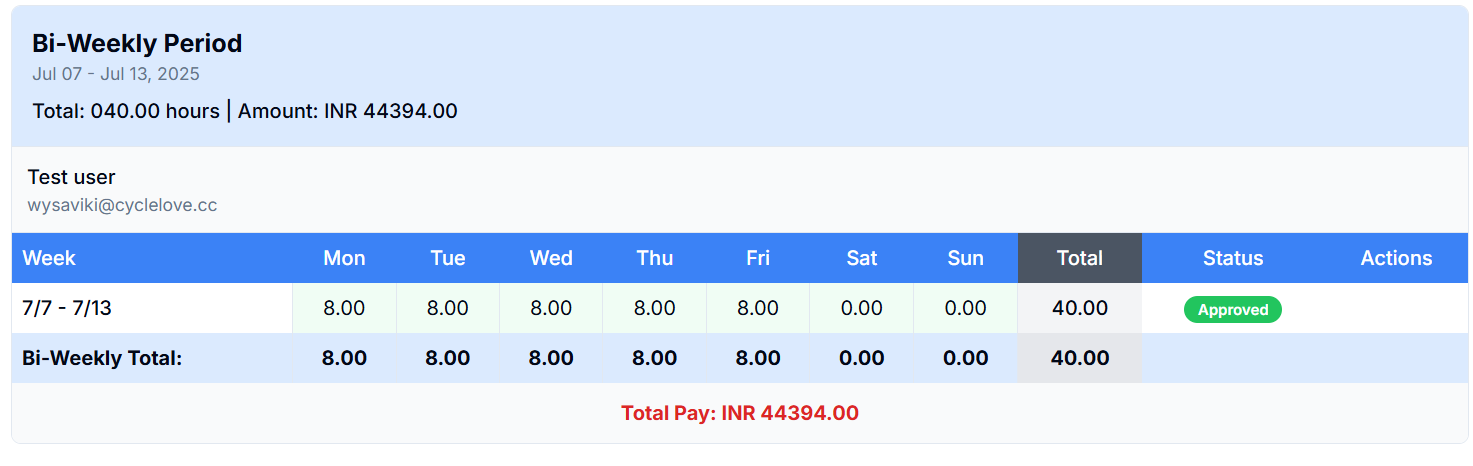 Bi-Weekly Period
Jul 07 - Jul 13, 2025
Total: 040.00 hours | Amount: INR 44394.00
Test user
wysaviki@cyclelove.cc
Week Mon Tue Wed Thu Fri Sat Sun Total Status Actions
7/7 - 7/13 8.00 8.00 8.00 8.00 8.00 0.00 0.00 40.00 Approved
Bi-Weekly Total: 8.00 8.00 8.00 8.00 8.00 0.00 0.00 40.00
Total Pay: INR 44394.00